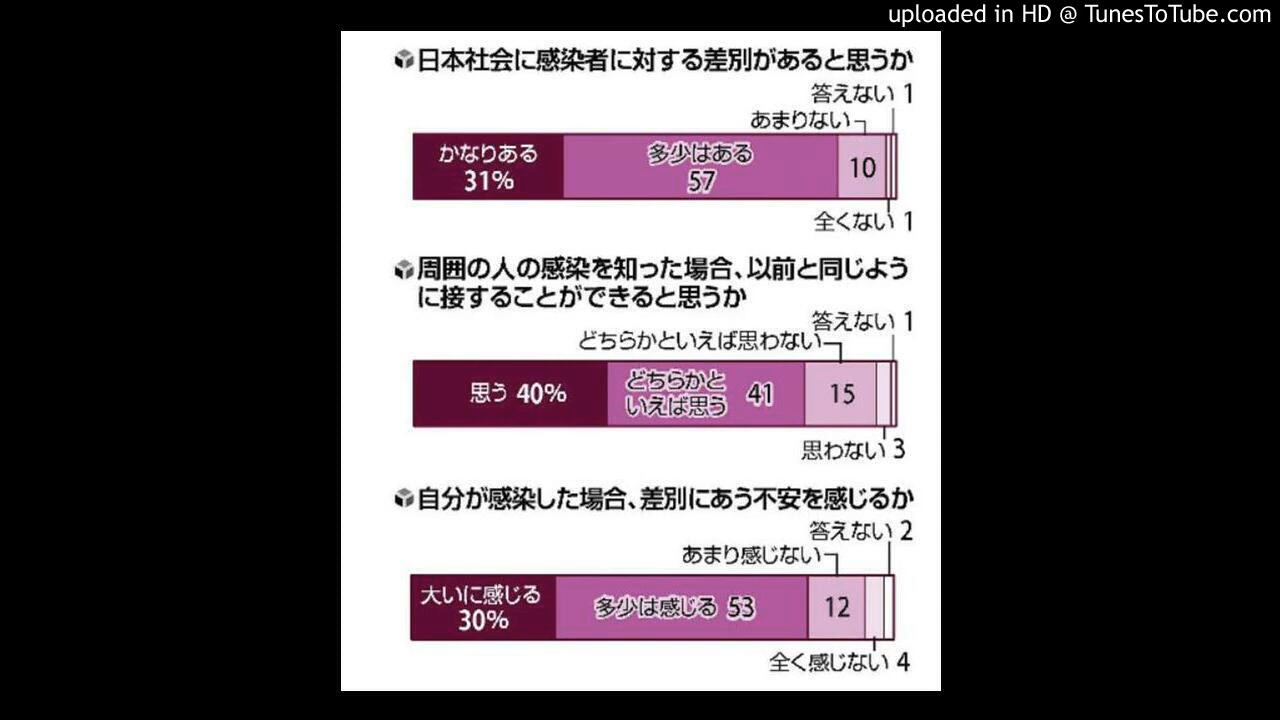 uploaded in HD @ TunesToTube.com
日本社会に感染者に対する差別があると思うか
答えない 1
あまりない
かなりある
31%
多少はある
57
10
全くない 1
周囲の人の感染を知った場合、以前と同じよう
に接することができると思うか
答えない 1
どちらかといえば思わない
思う 40%
どちらかと
いえば思う 41
15
思わない 3
自分が感染した場合、差別にあう不安を感じるか
答えない 2
あまり感じない
大いに感じる
30%
多少は感じる 53
12
全く感じない 4